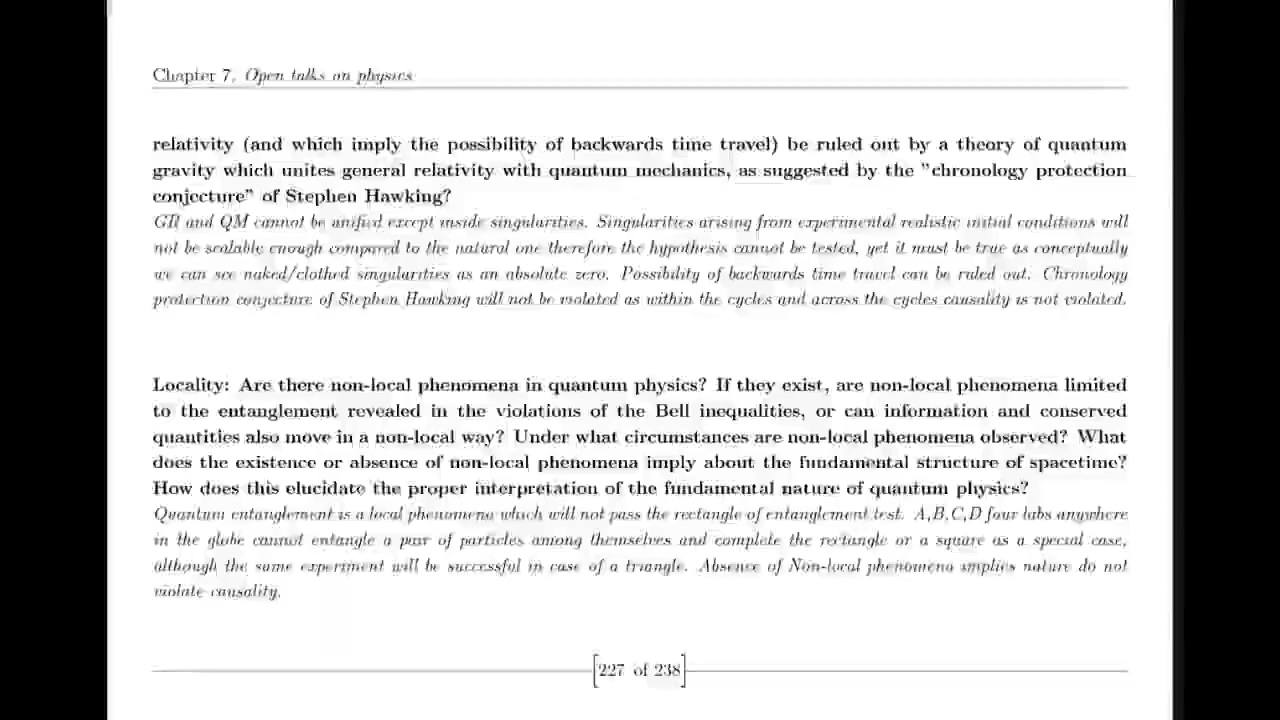 Chapter 7. Open talks on physics
relativity (and which imply the possibility of backwards time travel) be ruled out by a theory of quantum
gravity which unites general relativity with quantum mechanics, as suggested by the "chronology protection
conjecture" of Stephen Hawking?
GR and QM cannot be unified except inside singularities. Singularities arising from experimental realistic initial conditions will
not be scalable enough compared to the natural one therefore the hypothesis cannot be tested, yet it must be true as conceptually
we can see naked/clothed singularities as an absolute zero. Possibility of backwards time travel can be ruled out. Chronology
protection conjecture of Stephen Hawking will not be violated as within the cycles and across the cycles causality is not violated.
Locality: Are there non-local phenomena in quantum physics? If they exist, are non-local phenomena limited
to the entanglement revealed in the violations of the Bell inequalities, or can information and conserved
quantities also move in a non-local way? Under what circumstances are non-local phenomena observed? What
does the existence or absence of non-local phenomena imply about the fundamental structure of spacetime?
How does this elucidate the proper interpretation of the fundamental nature of quantum physics?
Quantum entanglement is a local phenomena which will not pass the rectangle of entanglement test. A,B,C,D four labs anywhere
in the globe cannot entangle a pair of particles among themselves and complete the rectangle or a square as a special case,
although the same experiment will be successful in case of a triangle. Absence of Non-local phenomena implies nature do not
violate causality.
227 of 238